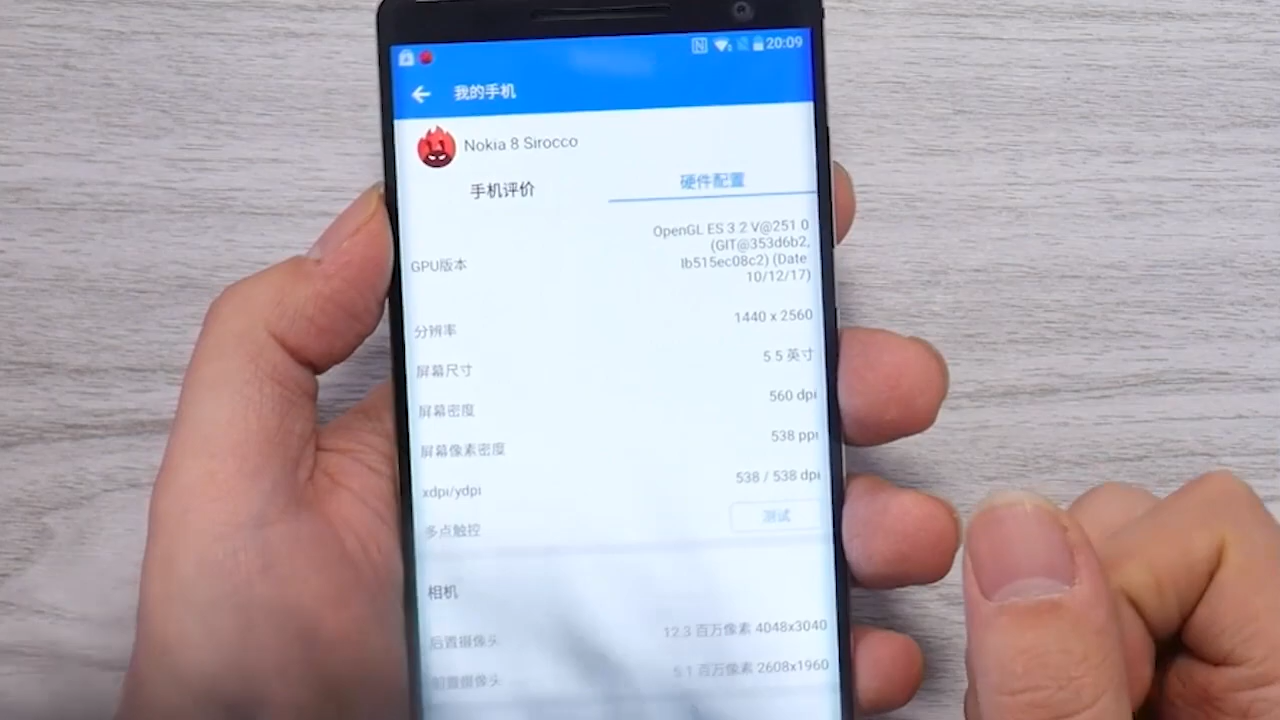 20:09
我的手机
Nokia 8 Sirocco
手机评价 硬件配置
GPU版本
OpenGL ES 3.2 V@251.0
(GIT@353d6b2,
Ib515ec08c2) (Date
10/12/17)
分辨率 1440 x 2560
屏幕尺寸 5.5 英寸
屏幕密度 560 dpi
屏幕像素密度 538 ppi
xdpi/ydpi 538 / 538 dpi
多点触控 测试
相机
后置摄像头 12.3 百万像素 4048x3040
前置摄像头 5.1 百万像素 2608x1960